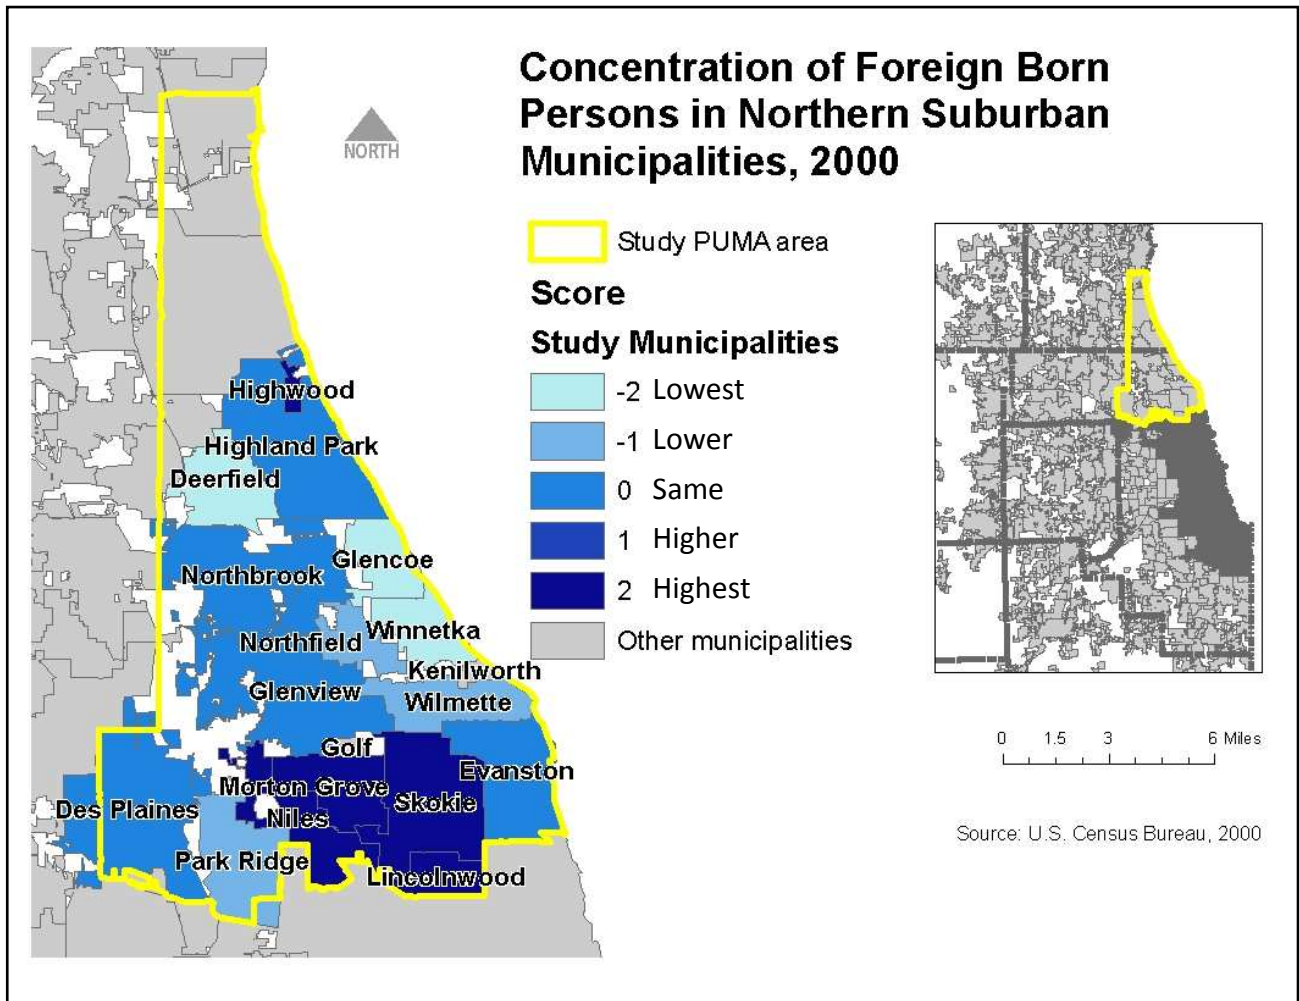 Concentration of Foreign Born
Persons in Northern Suburban
Municipalities, 2000
NORTH
Study PUMA area
Score
Study Municipalities
-2 Lowest
-1 Lower
0 Same
1 Higher
2 Highest
Other municipalities
Highwood
Highland Park
Deerfield
Glencoe
Northbrook
Winnetka
Northfield
Kenilworth
Glenview
Wilmette
Golf
Evanston
Morton Grove
Skokie
Des Plaines
Niles
Park Ridge
Lincolnwood
0 1.5 3 6 Miles
Source: U.S. Census Bureau, 2000